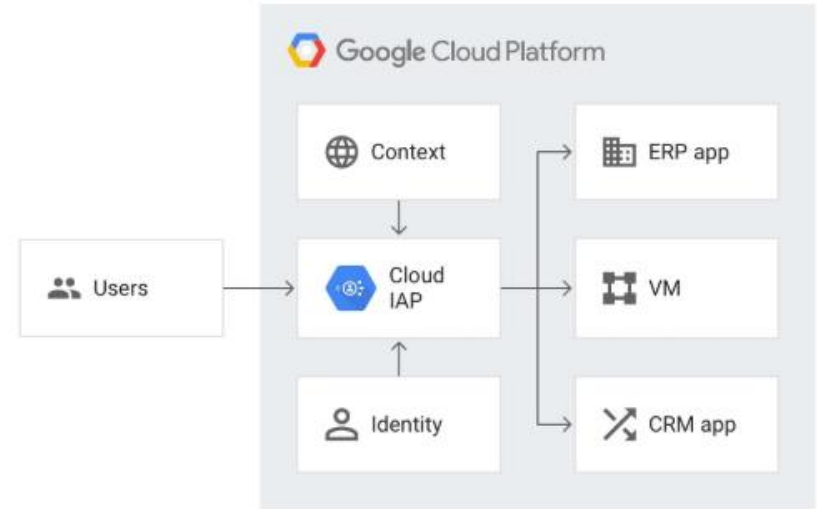 Google Cloud Platform
Context
ERP app
Users
Cloud
IAP
VM
Identity
CRM app